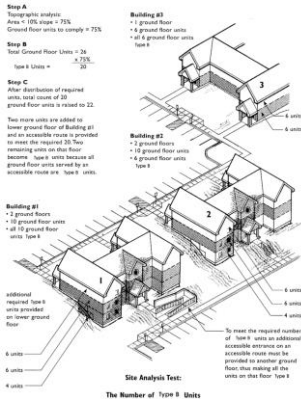 Step A
Topographic analysis
Area < 10% slope = 75%
Ground floor units to comply = 75%
Step B
Total Ground Floor Units = 26
x 75%
Type B Units = 20
Step C
After distribution of required
units, total count of 20
ground floor units is raised to 22.
Two more units are added to
lower ground floor of Building #1
and an accessible route is provided
to meet the required 20. Two
remaining units on that floor
become Type B units because all
ground floor units served by an
accessible route are Type B units.
Building #3
• 1 ground floor
• 6 ground floor units
• all 6 ground floor units
Type B
3
6 units
6 units
Building #2
• 2 ground floors
• 10 ground floor units
• 6 ground floor units
Type B
2
6 units
6 units
4 units
Building #1
• 2 ground floors
• 10 ground floor units
• all 10 ground floor
units Type B
1
additional
required Type B
units provided
on lower ground
floor
6 units
6 units
4 units
To meet the required number
of Type B units an additional
accessible entrance on an
accessible route must be
provided to another ground
floor, thus making all the
units on that floor Type B
Site Analysis Test:
The Number of Type B Units